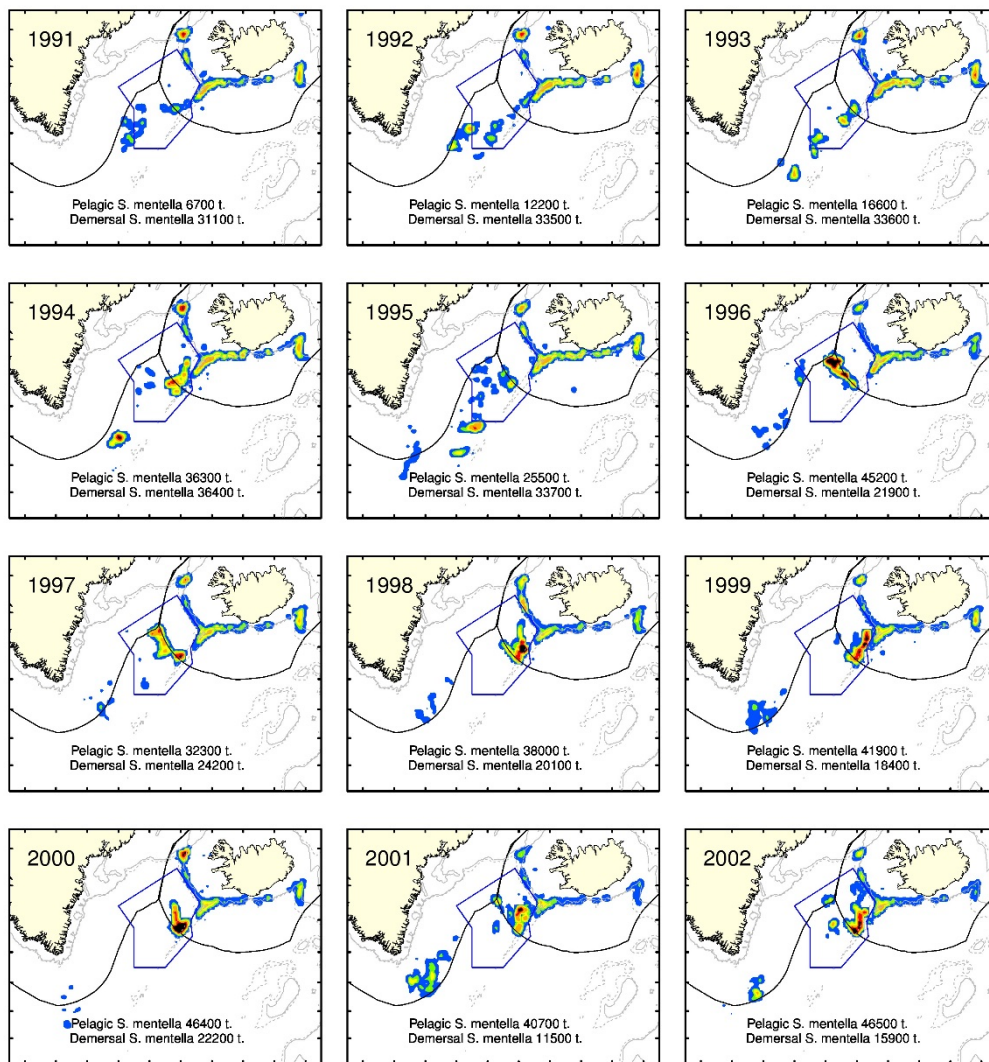 1991
Pelagic S. mentella 6700 t.
Demersal S. mentella 31100 t.
1992
Pelagic S. mentella 12200 t.
Demersal S. mentella 33500 t.
1993
Pelagic S. mentella 16600 t.
Demersal S. mentella 33600 t.
1994
Pelagic S. mentella 36300 t.
Demersal S. mentella 36400 t.
1995
Pelagic S. mentella 25500 t.
Demersal S. mentella 33700 t.
1996
Pelagic S. mentella 45200 t.
Demersal S. mentella 21900 t.
1997
Pelagic S. mentella 32300 t.
Demersal S. mentella 24200 t.
1998
Pelagic S. mentella 38000 t.
Demersal S. mentella 20100 t.
1999
Pelagic S. mentella 41900 t.
Demersal S. mentella 18400 t.
2000
Pelagic S. mentella 46400 t.
Demersal S. mentella 22200 t.
2001
Pelagic S. mentella 40700 t.
Demersal S. mentella 11500 t.
2002
Pelagic S. mentella 46500 t.
Demersal S. mentella 15900 t.